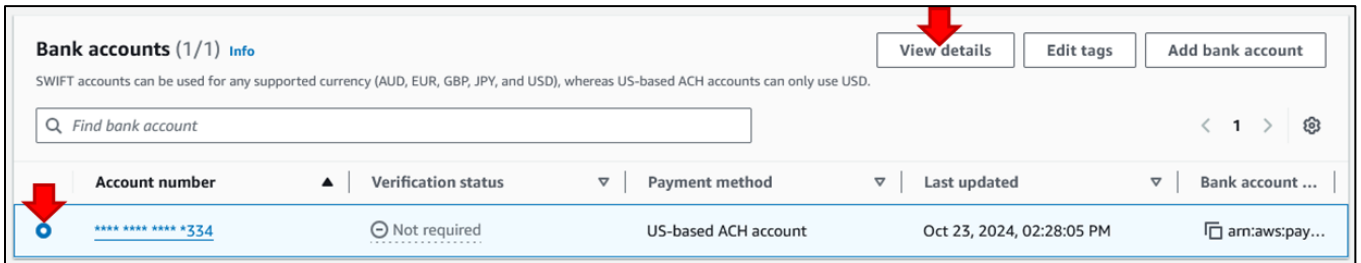 Bank accounts (1/1) Info
View details
Edit tags
Add bank account
SWIFT accounts can be used for any supported currency (AUD, EUR, GBP, JPY, and USD), whereas US-based ACH accounts can only use USD.
Find bank account
1
Account number
Verification status
Payment method
Last updated
Bank account ...
**** **** **** *334
Not required
US-based ACH account
Oct 23, 2024, 02:28:05 PM
arn:aws:pay...